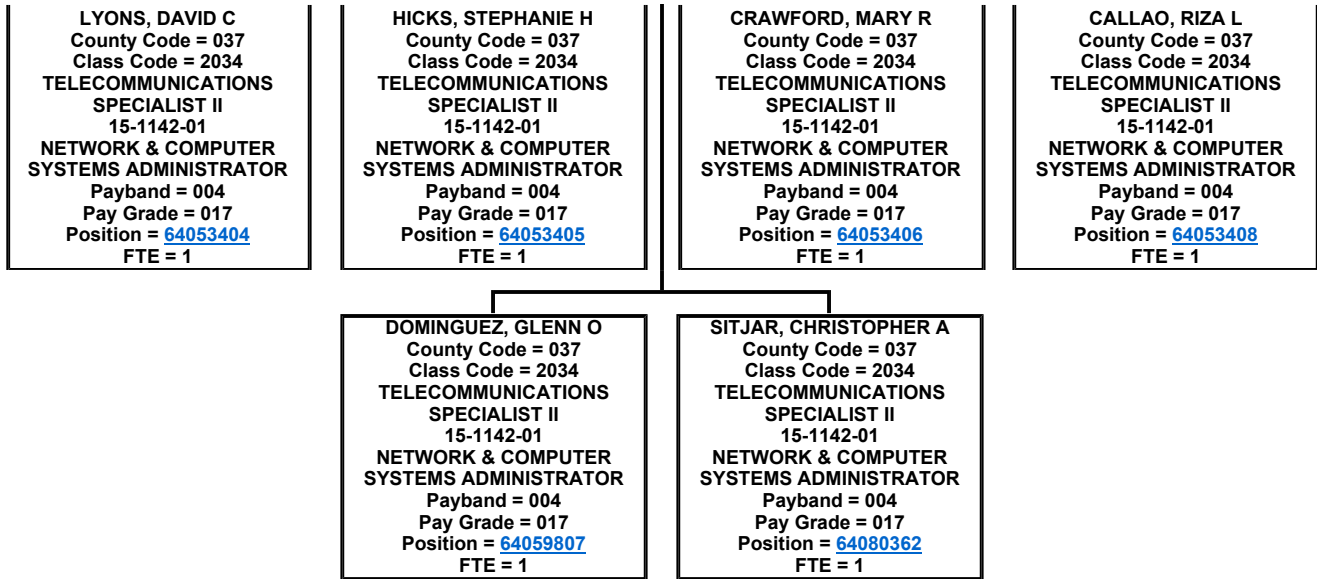 LYONS, DAVID C
County Code = 037
Class Code = 2034
TELECOMMUNICATIONS
SPECIALIST II
15-1142-01
NETWORK & COMPUTER
SYSTEMS ADMINISTRATOR
Payband = 004
Pay Grade = 017
Position = 64053404
FTE = 1
HICKS, STEPHANIE H
County Code = 037
Class Code = 2034
TELECOMMUNICATIONS
SPECIALIST II
15-1142-01
NETWORK & COMPUTER
SYSTEMS ADMINISTRATOR
Payband = 004
Pay Grade = 017
Position = 64053405
FTE = 1
CRAWFORD, MARY R
County Code = 037
Class Code = 2034
TELECOMMUNICATIONS
SPECIALIST II
15-1142-01
NETWORK & COMPUTER
SYSTEMS ADMINISTRATOR
Payband = 004
Pay Grade = 017
Position = 64053406
FTE = 1
CALLAO, RIZA L
County Code = 037
Class Code = 2034
TELECOMMUNICATIONS
SPECIALIST II
15-1142-01
NETWORK & COMPUTER
SYSTEMS ADMINISTRATOR
Payband = 004
Pay Grade = 017
Position = 64053408
FTE = 1
DOMINGUEZ, GLENN O
County Code = 037
Class Code = 2034
TELECOMMUNICATIONS
SPECIALIST II
15-1142-01
NETWORK & COMPUTER
SYSTEMS ADMINISTRATOR
Payband = 004
Pay Grade = 017
Position = 64059807
FTE = 1
SITJAR, CHRISTOPHER A
County Code = 037
Class Code = 2034
TELECOMMUNICATIONS
SPECIALIST II
15-1142-01
NETWORK & COMPUTER
SYSTEMS ADMINISTRATOR
Payband = 004
Pay Grade = 017
Position = 64080362
FTE = 1